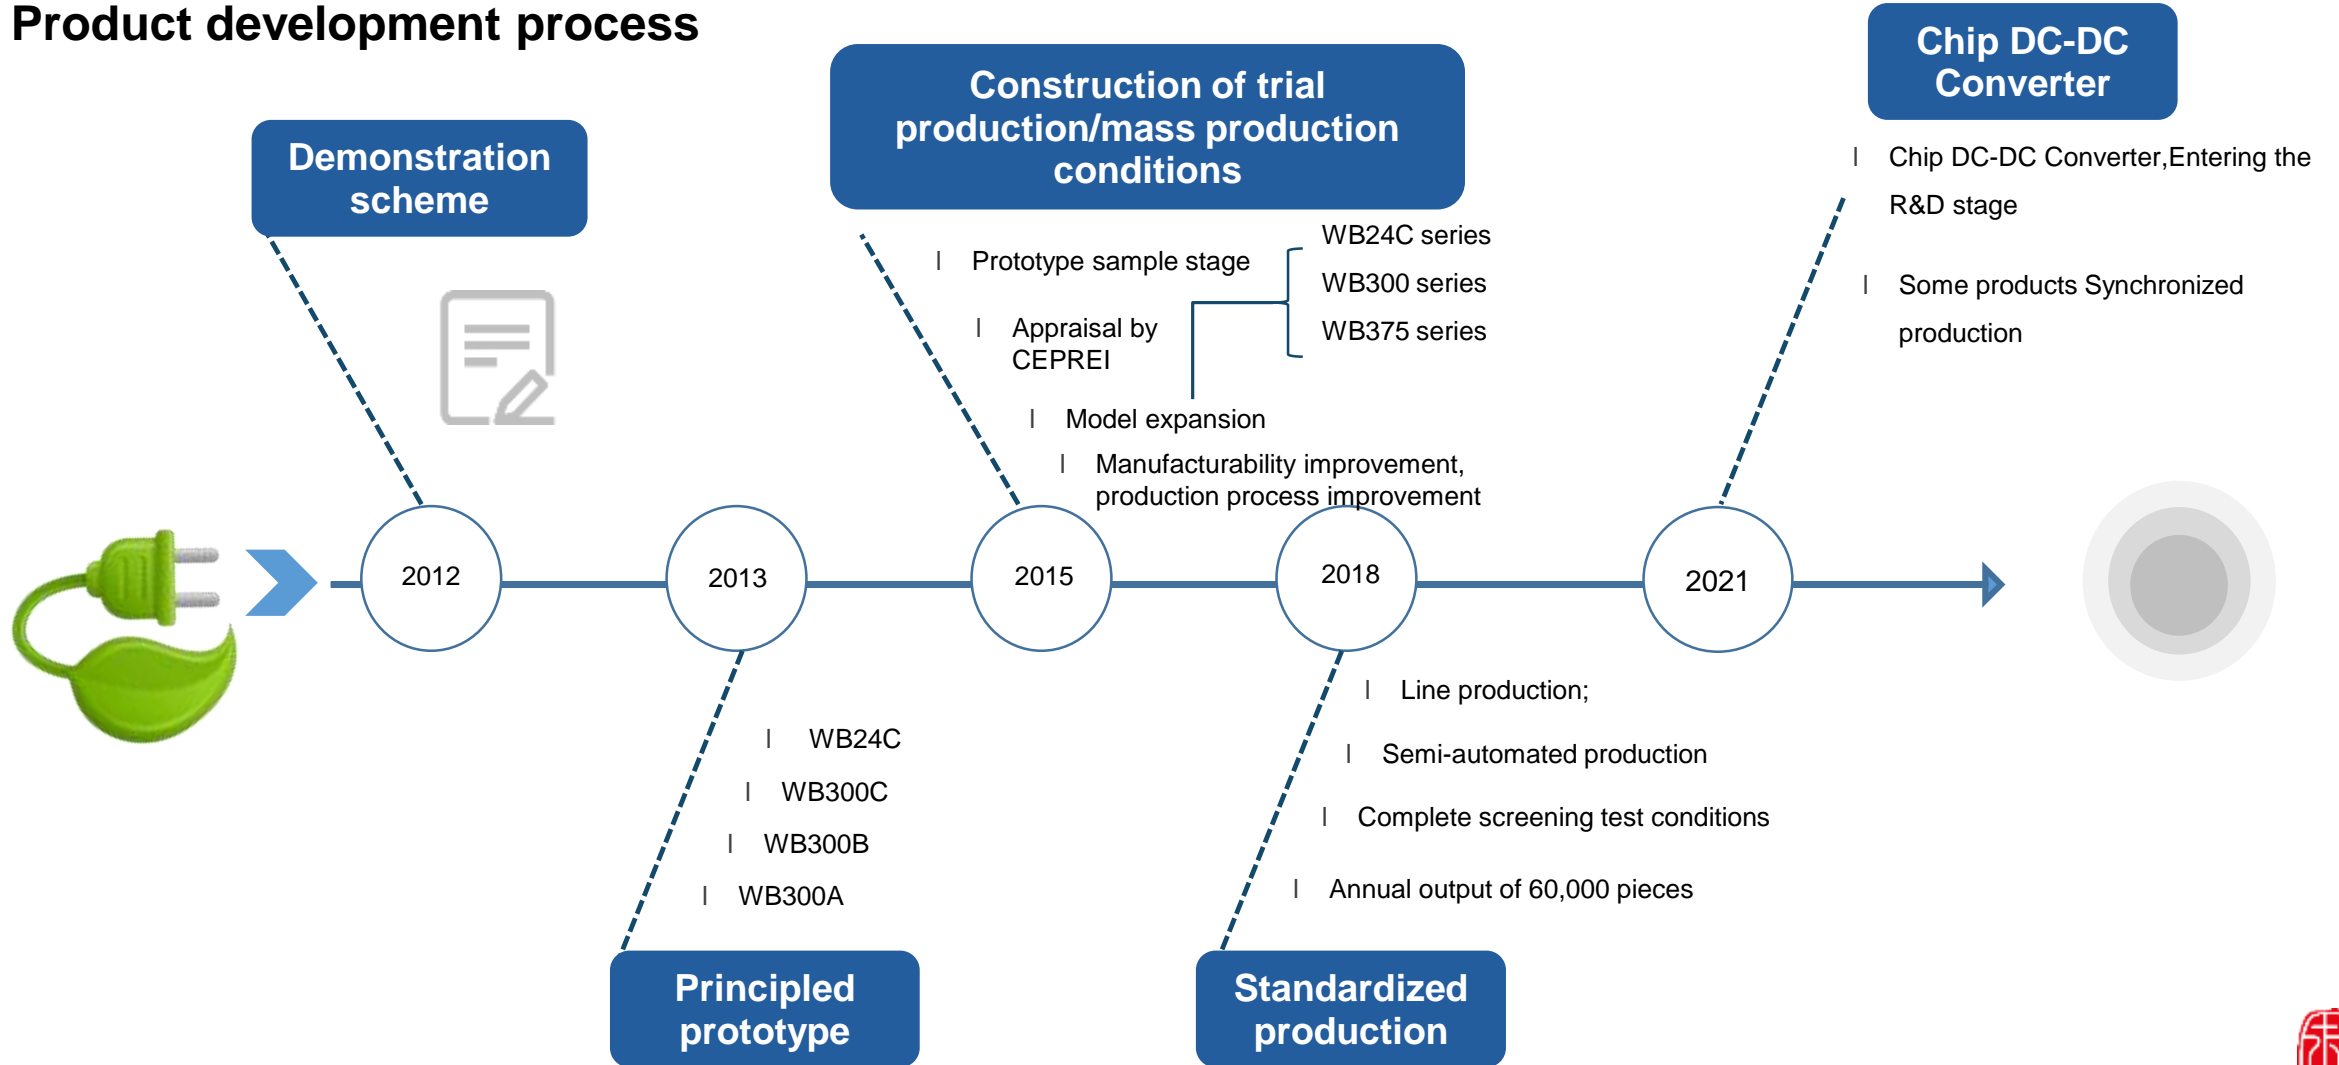 Product development process
Demonstration
scheme
Construction of trial
production/mass production
conditions
Chip DC-DC
Converter
l Chip DC-DC Converter,Entering the
R&D stage
l Some products Synchronized
production
l Prototype sample stage
l Appraisal by
CEPREI
WB24C series
WB300 series
WB375 series
l Model expansion
l Manufacturability improvement,
production process improvement
2012
2013
2015
2018
2021
l WB24C
l WB300C
l WB300B
l WB300A
Principled
prototype
l Line production;
l Semi-automated production
l Complete screening test conditions
l Annual output of 60,000 pieces
Standardized
production